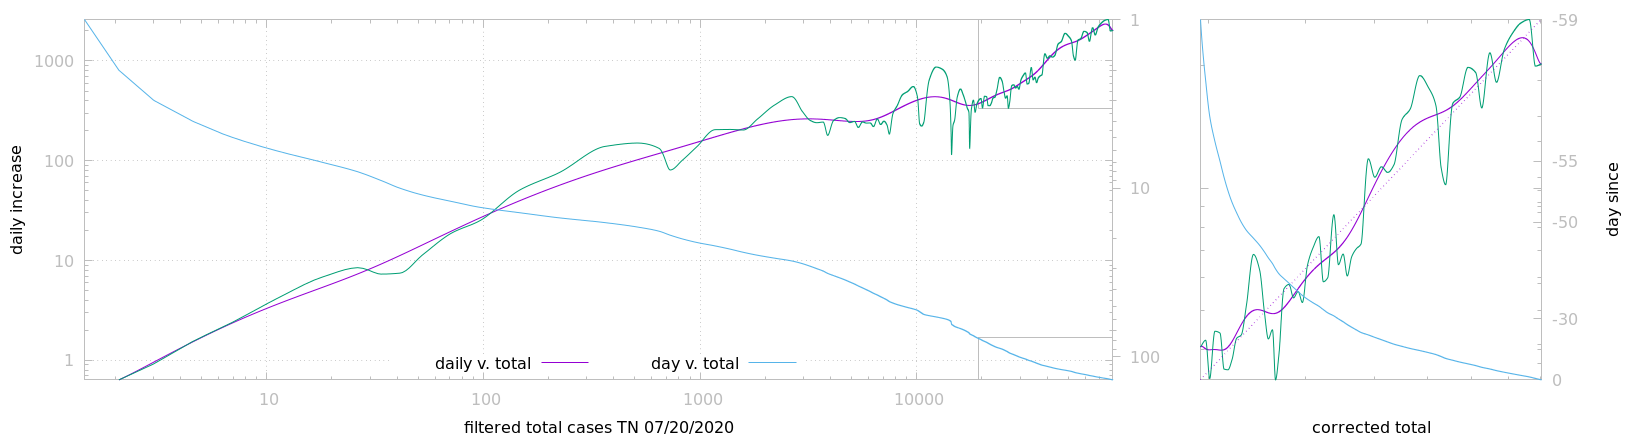 daily increase
1000
100
10
1
10
100
1000
10000
1
10
100
daily v. total
day v. total
filtered total cases TN 07/20/2020
-59
-55
-50
-30
0
day since
corrected total